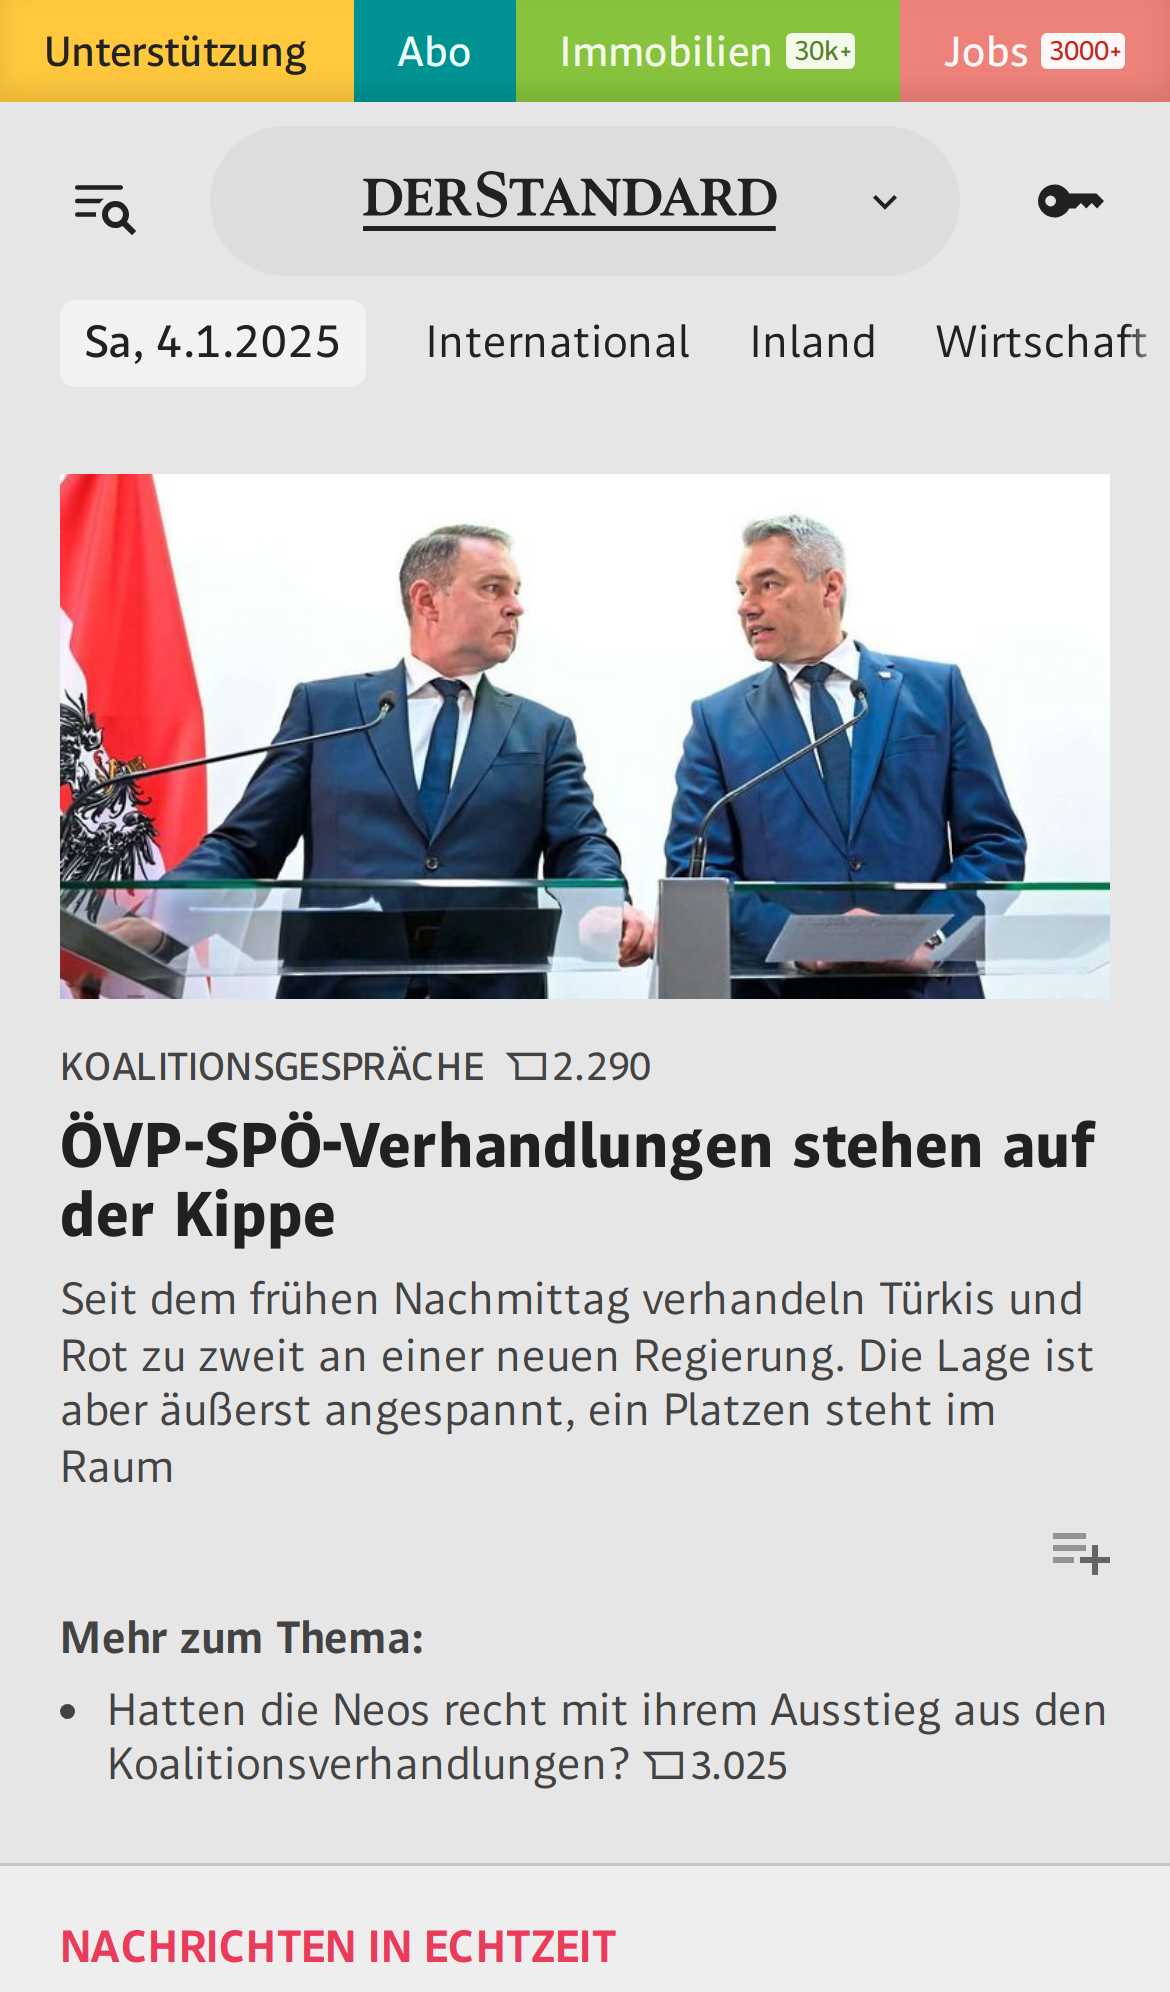 Unterstützung Abo Immobilien 30k+ Jobs 3000+
DERSTANDARD
Sa, 4.1.2025 International Inland Wirtschaft
KOALITIONSGESPRÄCHE 2.290
ÖVP-SPÖ-Verhandlungen stehen auf
der Kippe
Seit dem frühen Nachmittag verhandeln Türkis und
Rot zu zweit an einer neuen Regierung. Die Lage ist
aber äußerst angespannt, ein Platzen steht im
Raum
Mehr zum Thema:
• Hatten die Neos recht mit ihrem Ausstieg aus den
Koalitionsverhandlungen? 3.025
NACHRICHTEN IN ECHTZEIT